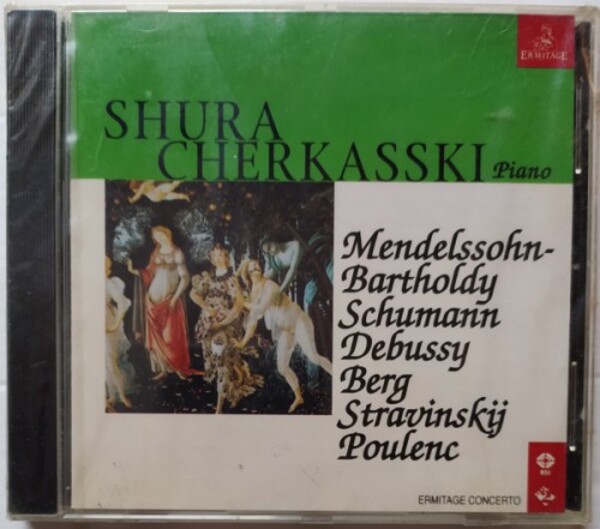 ERMITAGE
SHURA
CHERKASSKI Piano
Mendelssohn-
Bartholdy
Schumann
Debussy
Berg
Stravinskij
Poulenc
ERMITAGE CONCERTO